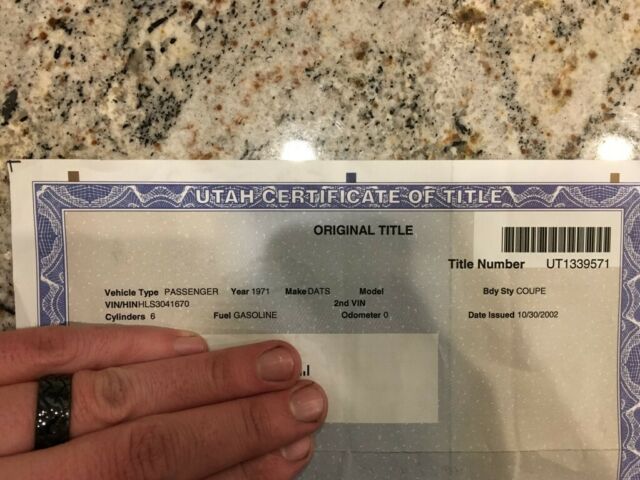 UTAH CERTIFICATE OF TITLE
ORIGINAL TITLE
Title Number UT1339571
Vehicle Type PASSENGER Year 1971 Make DATS Model Bdy Sty COUPE
VIN/HIN HLS3041670 2nd VIN
Cylinders 6 Fuel GASOLINE Odometer 0 Date Issued 10/30/2002